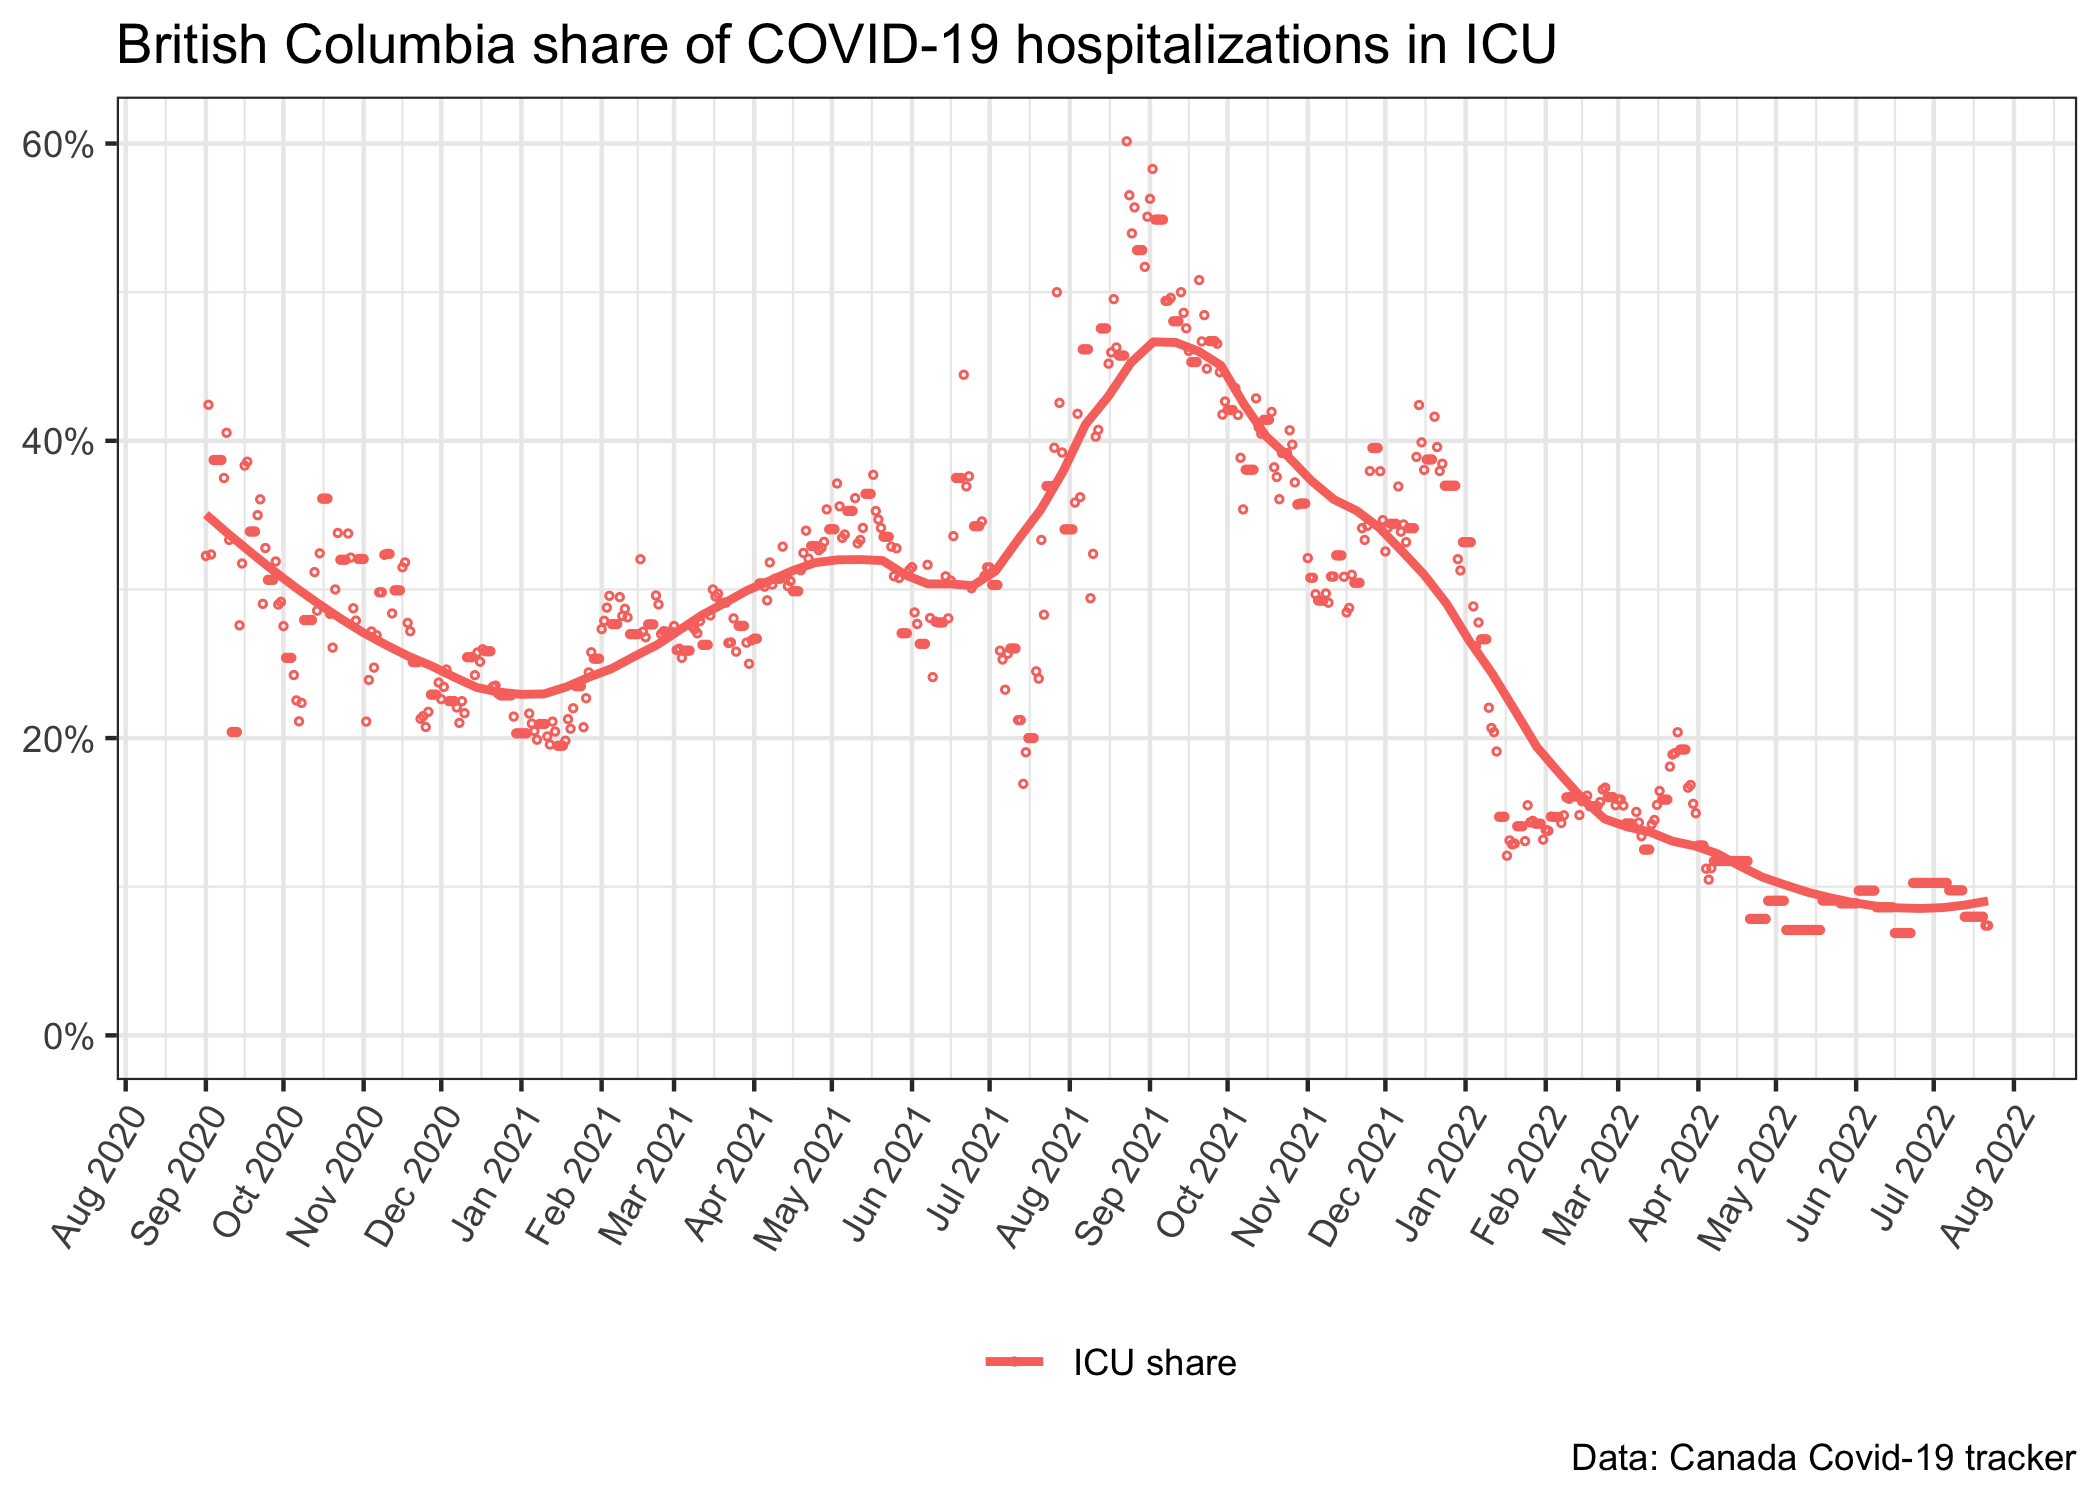 British Columbia share of COVID-19 hospitalizations in ICU
60%
40%
20%
0%
Aug 2020
Sep 2020
Oct 2020
Nov 2020
Dec 2020
Jan 2021
Feb 2021
Mar 2021
Apr 2021
May 2021
Jun 2021
Jul 2021
Aug 2021
Sep 2021
Oct 2021
Nov 2021
Dec 2021
Jan 2022
Feb 2022
Mar 2022
Apr 2022
May 2022
Jun 2022
Jul 2022
Aug 2022
ICU share
Data: Canada Covid-19 tracker